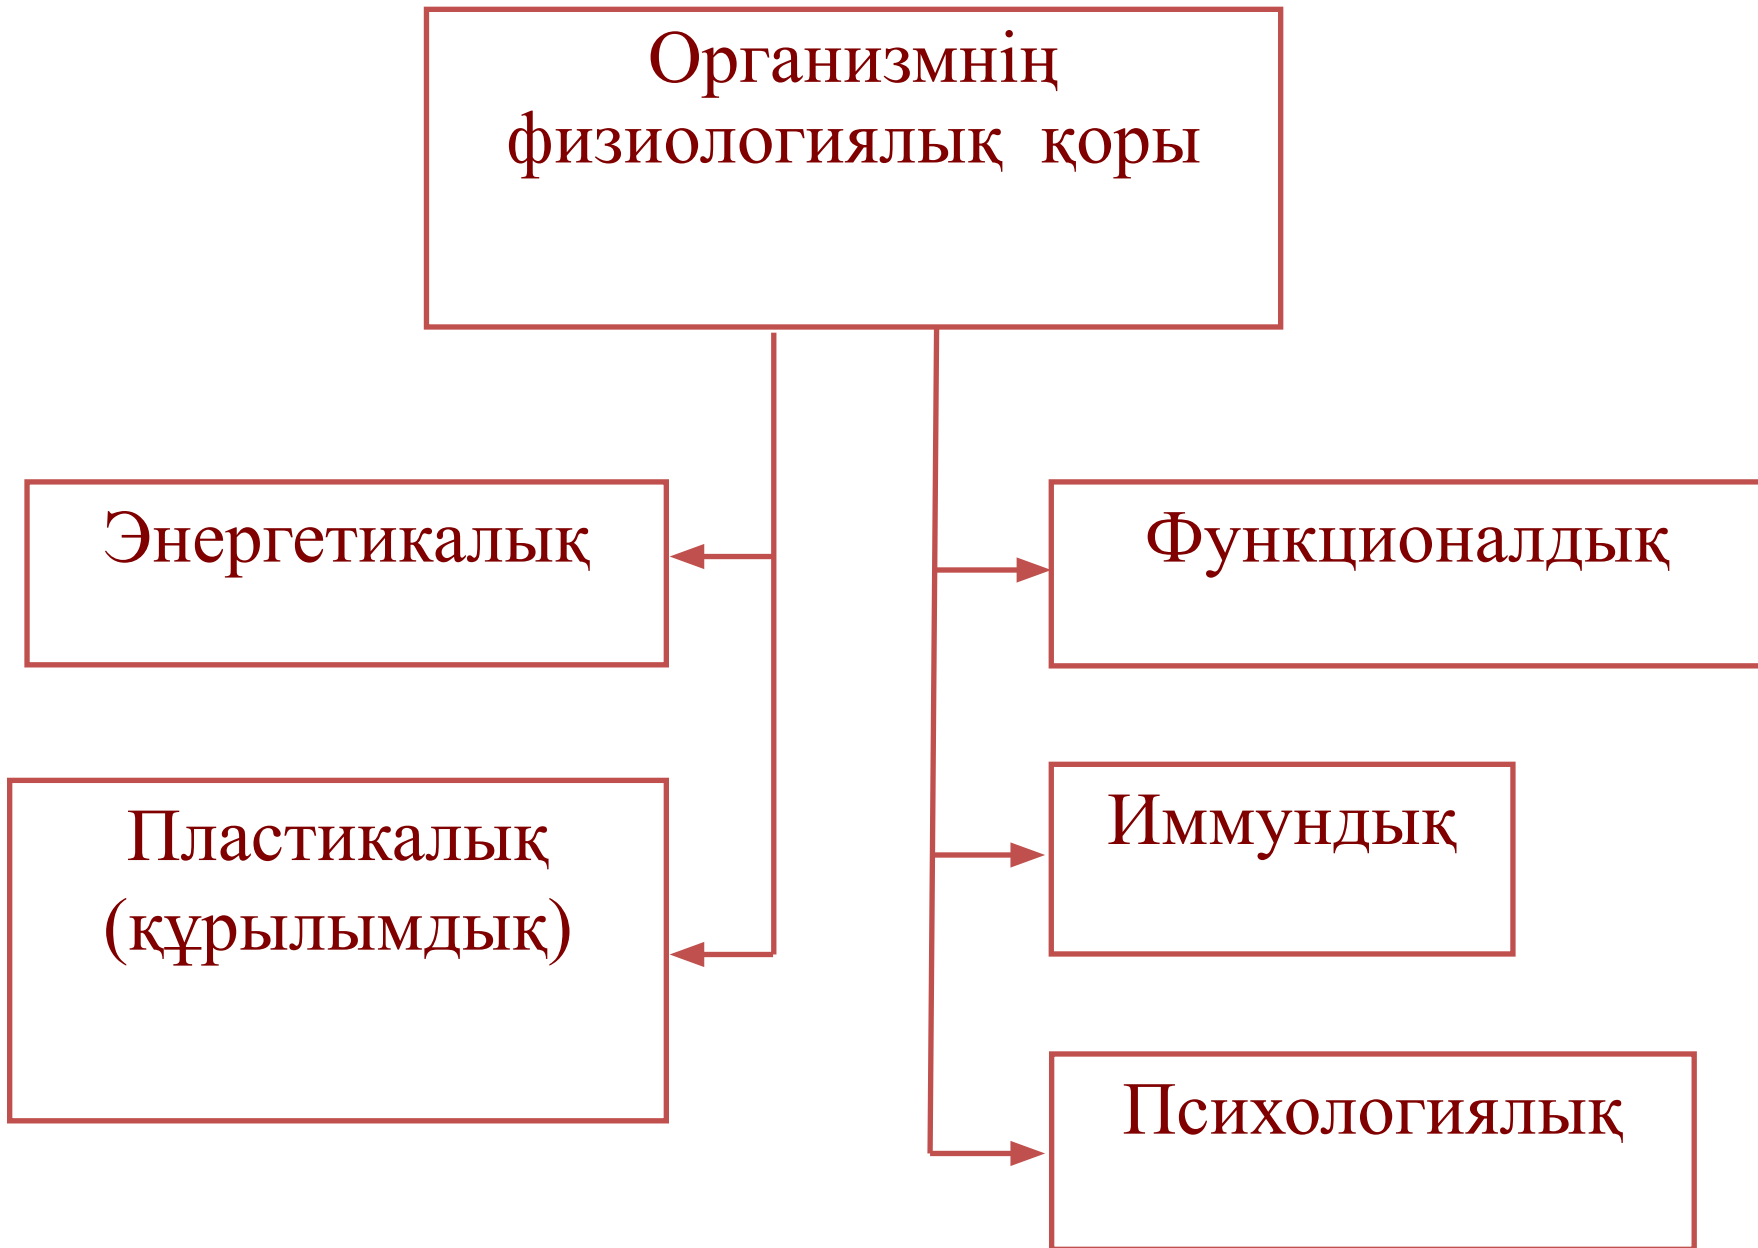 Организмнің
физиологиялық қоры
Энергетикалық
Функционалдық
Пластикалық
(құрылымдық)
Иммундық
Психологиялық